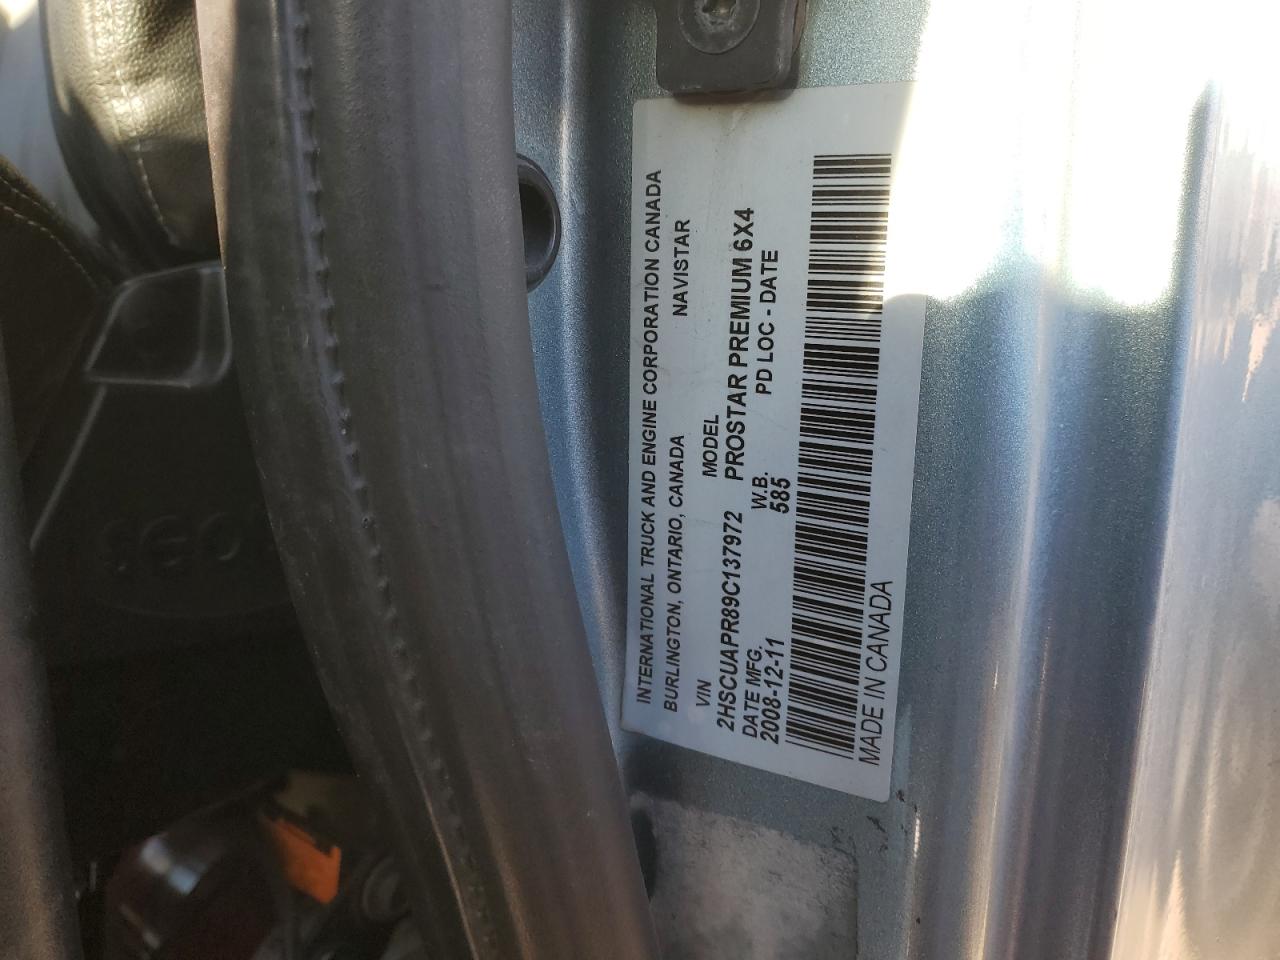 INTERNATIONAL TRUCK AND ENGINE CORPORATION CANADA
BURLINGTON, ONTARIO, CANADA NAVISTAR
VIN MODEL
2HSCUAPR89C137972 PROSTAR PREMIUM 6X4
DATE MFG. W.B. PD LOC - DATE
2008-12-11 585
MADE IN CANADA